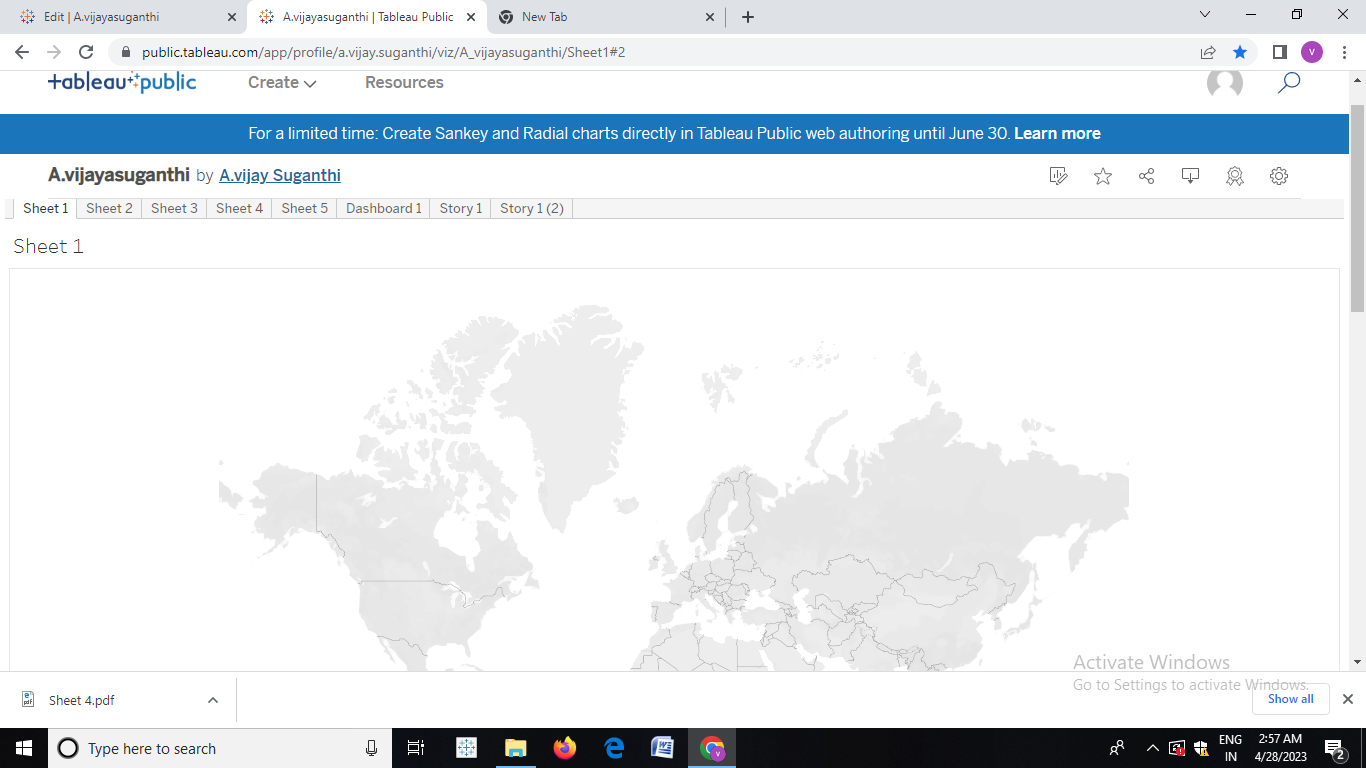 Edit | A.vijayasuganthi
A.vijayasuganthi | Tableau Public
New Tab
public.tableau.com/app/profile/a.vijay.suganthi/viz/A_vijayasuganthi/Sheet1#2
V
+ableau public
Create
Resources
For a limited time: Create Sankey and Radial charts directly in Tableau Public web authoring until June 30. Learn more
A.vijayasuganthi by A.vijay Suganthi
Sheet 1 Sheet 2 Sheet 3 Sheet 4 Sheet 5 Dashboard 1 Story 1 Story 1 (2)
Sheet 1
Activate Windows
Go to Settings to activate Windows.
Sheet 4.pdf
Show all
Type here to search
ENG
IN
2:57 AM
4/28/2023
2